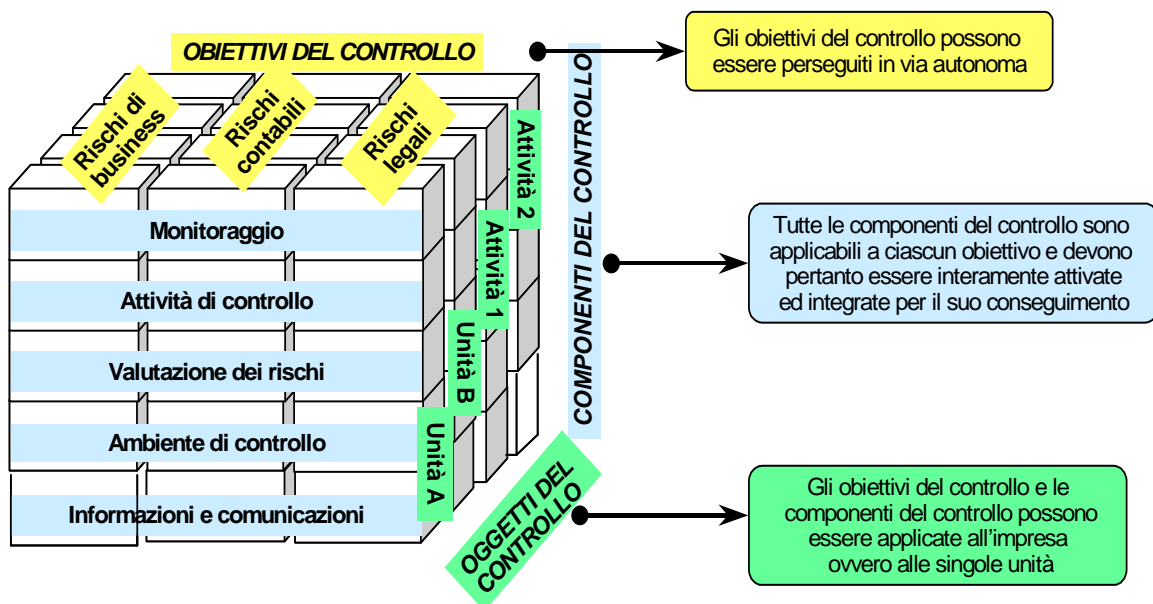 OBIETTIVI DEL CONTROLLO
Rischi di
business
Rischi
contabili
Rischi
legali
Monitoraggio
Attività di controllo
Valutazione dei rischi
Ambiente di controllo
Informazioni e comunicazioni
Unità A
Unità B
Attività 1
Attività 2
COMPONENTI DEL CONTROLLO
OGGETTI DEL
CONTROLLO
Gli obiettivi del controllo possono
essere perseguiti in via autonoma
Tutte le componenti del controllo sono
applicabili a ciascun obiettivo e devono
pertanto essere interamente attivate
ed integrate per il suo conseguimento
Gli obiettivi del controllo e le
componenti del controllo possono
essere applicate all'impresa
ovvero alle singole unità